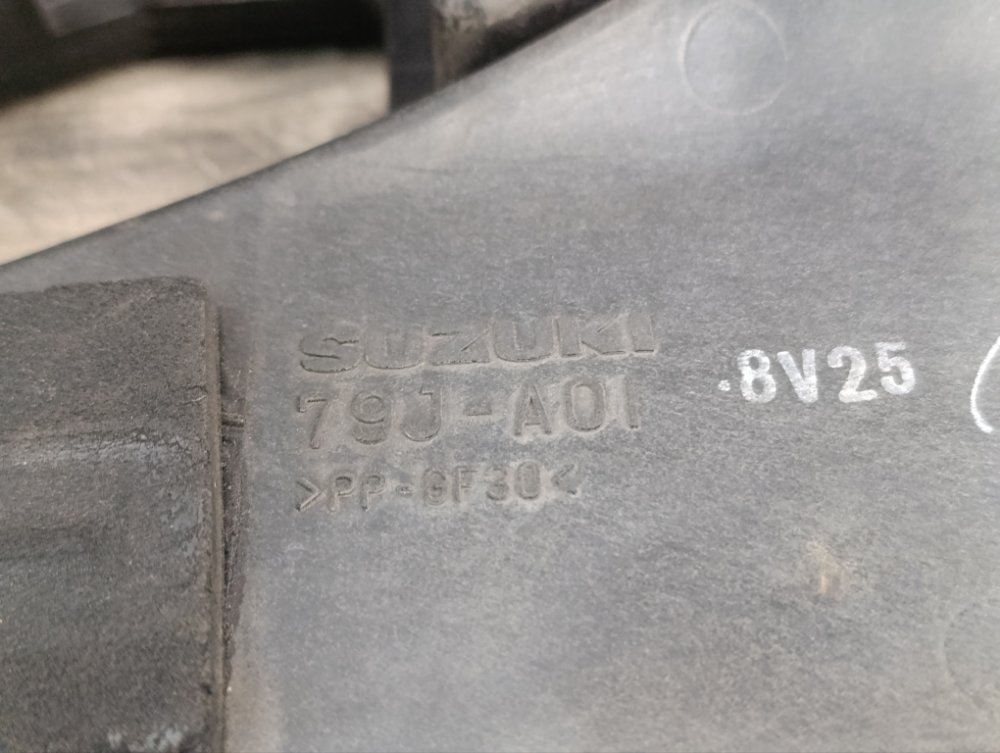 SUZUKI
79J-A01
>PP-GF30<
.8V25